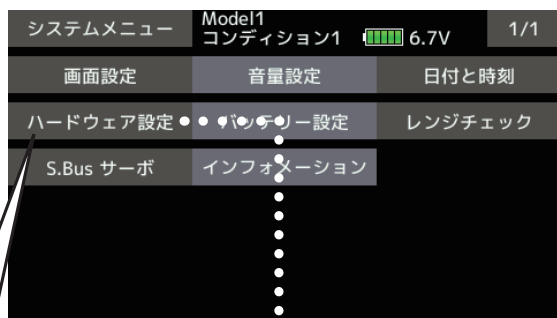 システムメニュー
Model1
コンディション1 6.7V
1/1
画面設定 音量設定 日付と時刻
ハードウェア設定 バッテリー設定 レンジチェック
S.Bus サーボ インフォメーション